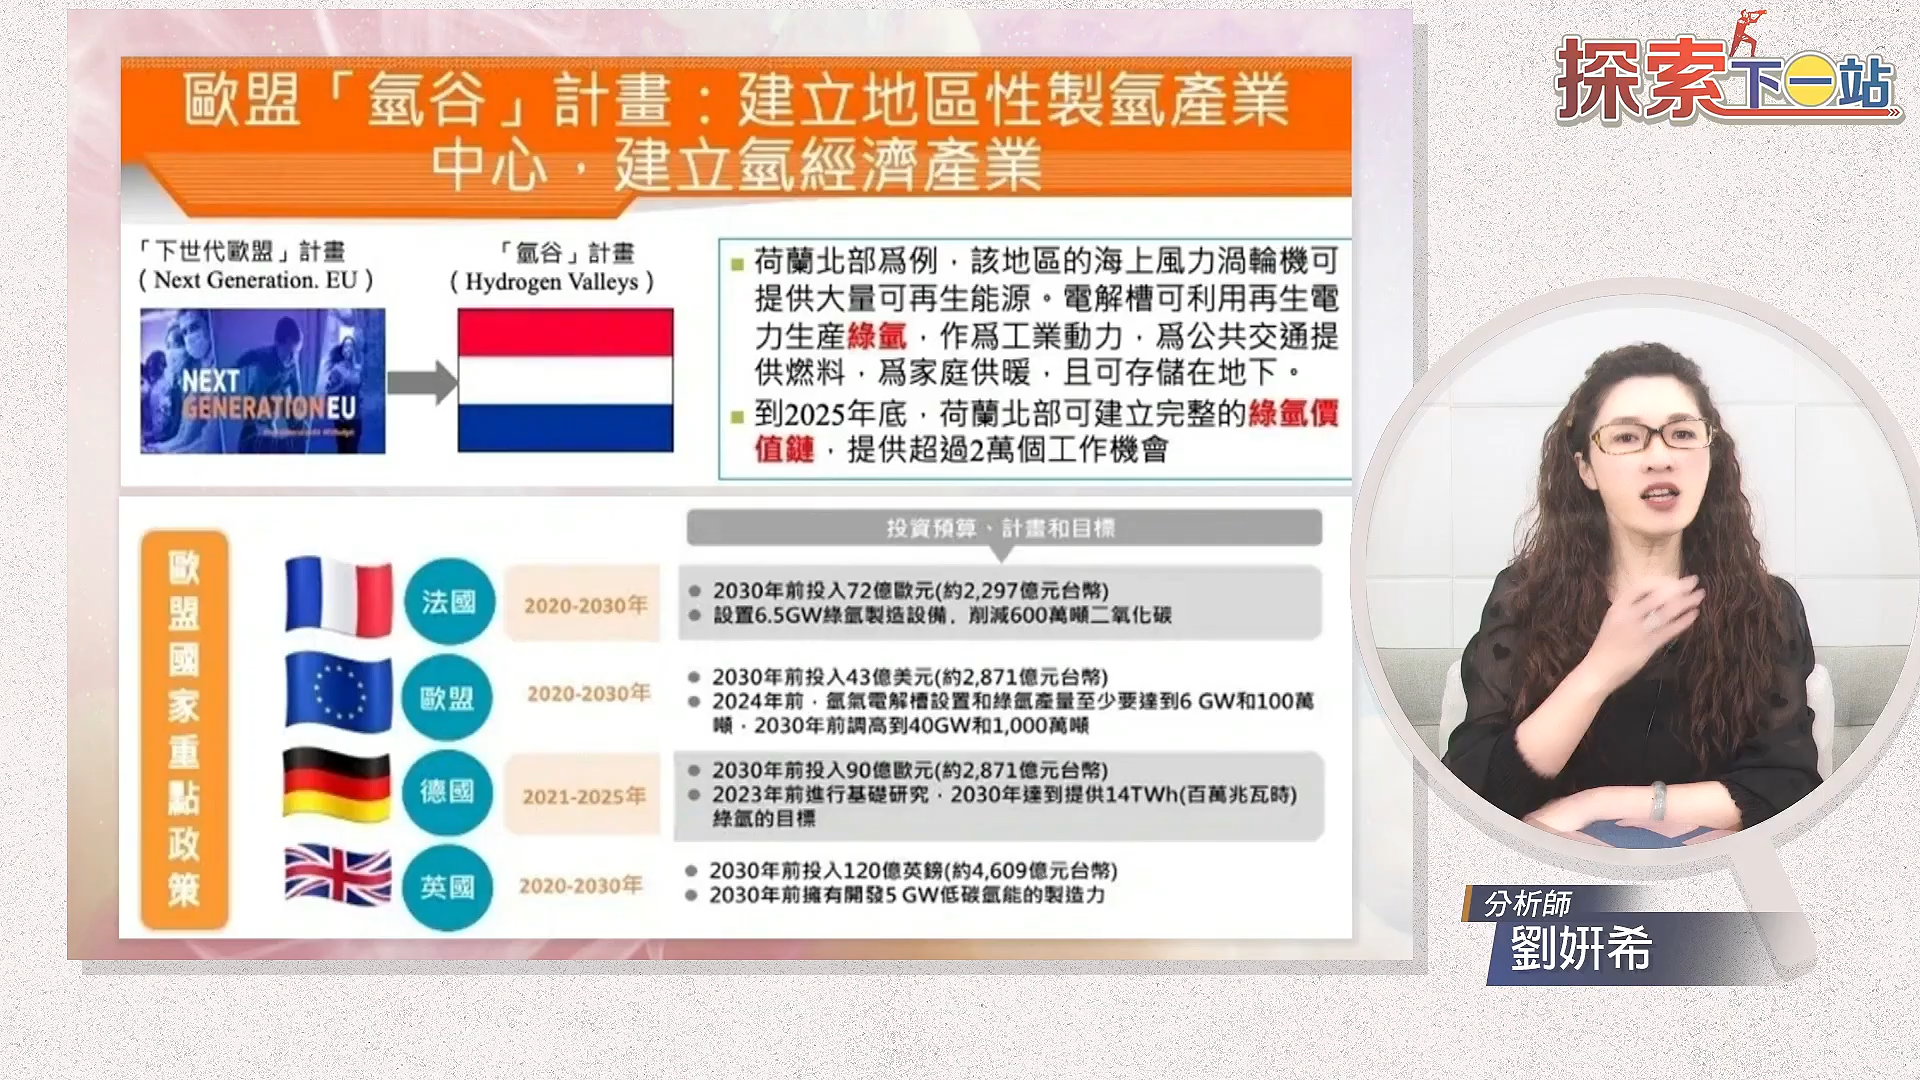 探索下一站
歐盟「氫谷」計畫：建立地區性製氫產業
中心，建立氫經濟產業
「下世代歐盟」計畫
( Next Generation. EU )
「氫谷」計畫
( Hydrogen Valleys )
NEXT
GENERATIONEU
荷蘭北部爲例，該地區的海上風力渦輪機可
提供大量可再生能源。電解槽可利用再生電
力生產綠氫，作爲工業動力，爲公共交通提
供燃料，爲家庭供暖，且可存儲在地下。
到2025年底，荷蘭北部可建立完整的綠氫價
值鏈，提供超過2萬個工作機會
歐盟國家重點政策
投資預算、計畫和目標
法國
2020-2030年
2030年前投入72億歐元(約2,297億元台幣)
設置6.5GW綠氫製造設備，削減600萬噸二氧化碳
歐盟
2020-2030年
2030年前投入43億美元(約2,871億元台幣)
2024年前，氫氣電解槽設置和綠氫產量至少要達到6 GW和100萬
噸，2030年前調高到40GW和1,000萬噸
德國
2021-2025年
2030年前投入90億歐元(約2,871億元台幣)
2023年前進行基礎研究，2030年達到提供14TWh(百萬兆瓦時)
綠氫的目標
英國
2020-2030年
2030年前投入120億英鎊(約4,609億元台幣)
2030年前擁有開發5 GW低碳氫能的製造力
分析師
劉妍希